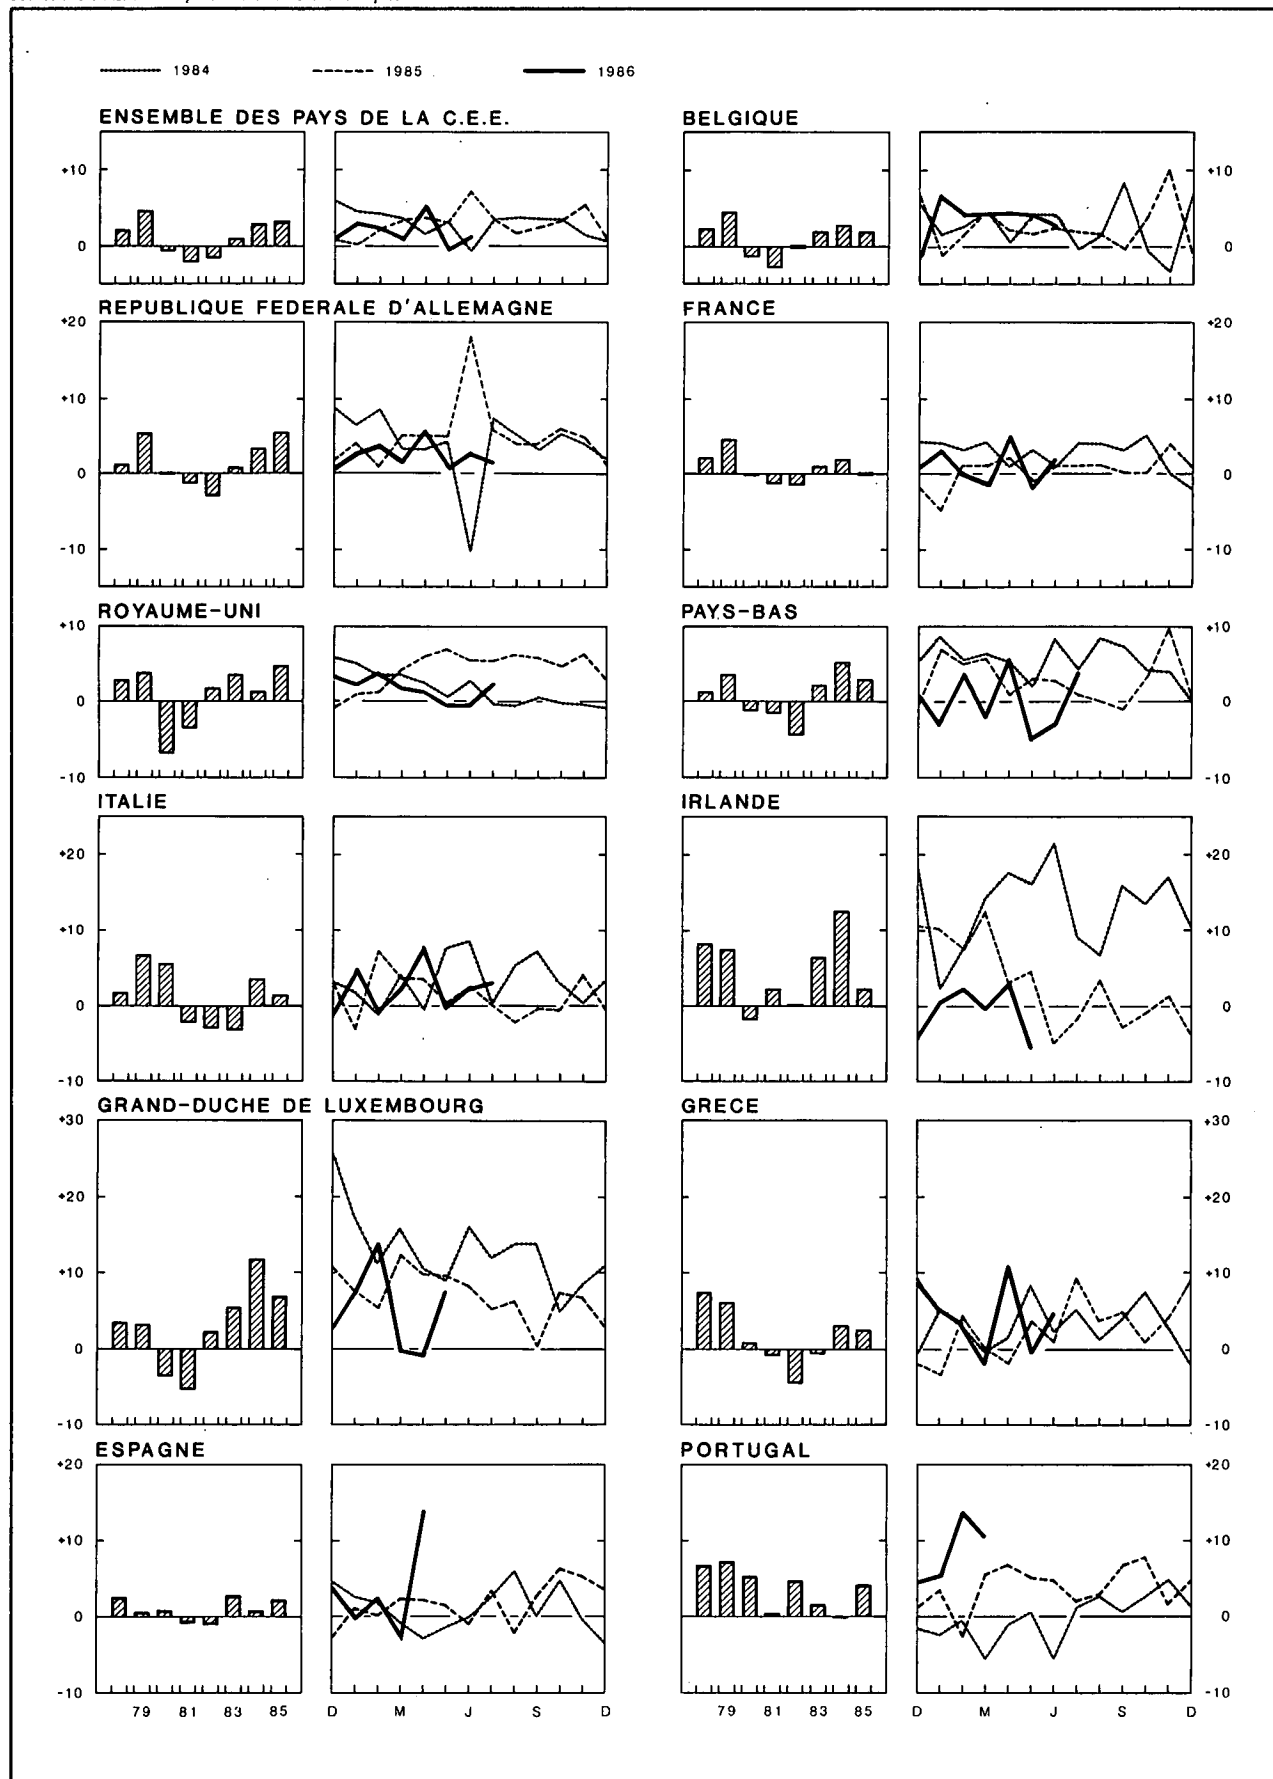 1984 1985 1986
ENSEMBLE DES PAYS DE LA C.E.E. BELGIQUE
+10 +10
0 0
REPUBLIQUE FEDERALE D'ALLEMAGNE FRANCE
+20 +20
+10 +10
0 0
-10 -10
ROYAUME-UNI PAYS-BAS
+10 +10
0 0
-10 -10
ITALIE IRLANDE
+20 +20
+10 +10
0 0
-10 -10
GRAND-DUCHE DE LUXEMBOURG GRECE
+30 +30
+20 +20
+10 +10
0 0
-10 -10
ESPAGNE PORTUGAL
+20 +20
+10 +10
0 0
-10 -10
79 81 83 85 D M J S D 79 81 83 85 D M J S D